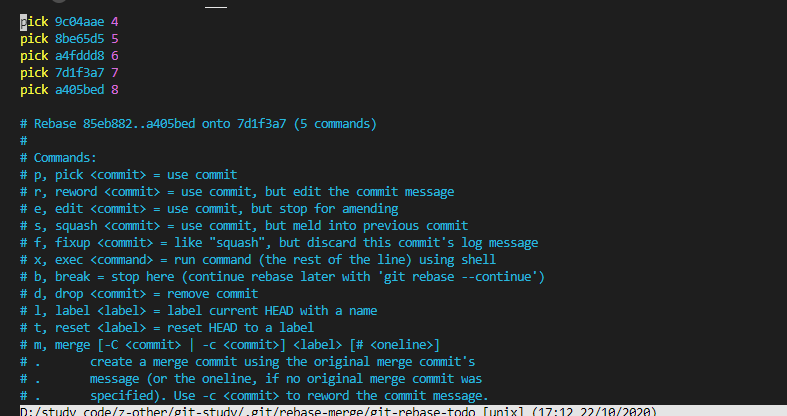 pick 9c04aae 4
pick 8be65d5 5
pick a4fddd8 6
pick 7d1f3a7 7
pick a405bed 8
# Rebase 85eb882..a405bed onto 7d1f3a7 (5 commands)
#
# Commands:
# p, pick <commit> = use commit
# r, reword <commit> = use commit, but edit the commit message
# e, edit <commit> = use commit, but stop for amending
# s, squash <commit> = use commit, but meld into previous commit
# f, fixup <commit> = like "squash", but discard this commit's log message
# x, exec <command> = run command (the rest of the line) using shell
# b, break = stop here (continue rebase later with 'git rebase --continue')
# d, drop <commit> = remove commit
# l, label <label> = label current HEAD with a name
# t, reset <label> = reset HEAD to a label
# m, merge [-C <commit> | -c <commit>] <label> [# <oneline>]
# .       create a merge commit using the original merge commit's
# .       message (or the oneline, if no original merge commit was
# .       specified). Use -c <commit> to reword the commit message.
D:/study_code/z-other/git-study/.git/rebase-merge/git-rebase-todo [unix] (17:12 22/10/2020)